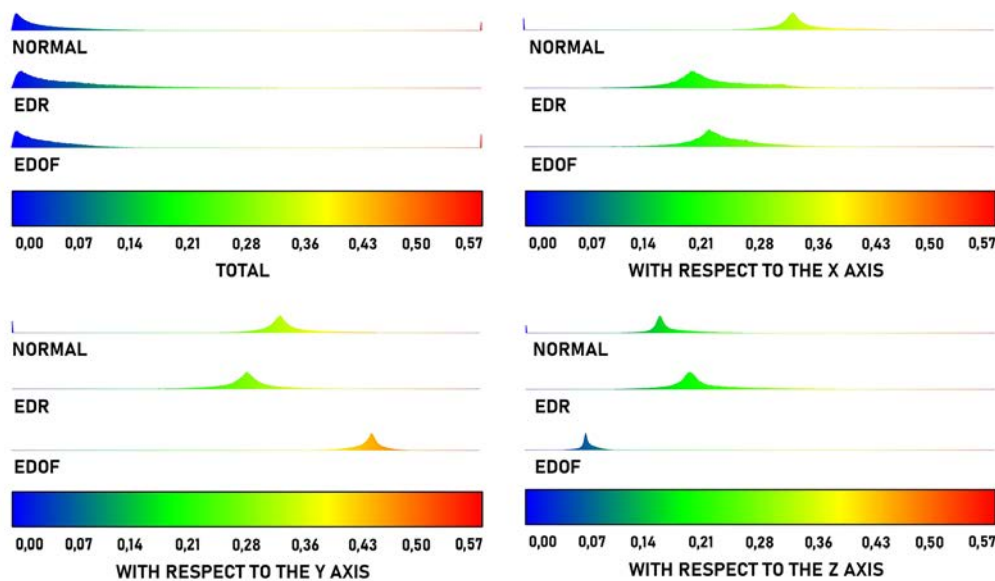 NORMAL
EDR
EDOF
0,00 0,07 0,14 0,21 0,28 0,36 0,43 0,50 0,57
TOTAL
NORMAL
EDR
EDOF
0,00 0,07 0,14 0,21 0,28 0,36 0,43 0,50 0,57
WITH RESPECT TO THE X AXIS
NORMAL
EDR
EDOF
0,00 0,07 0,14 0,21 0,28 0,36 0,43 0,50 0,57
WITH RESPECT TO THE Y AXIS
NORMAL
EDR
EDOF
0,00 0,07 0,14 0,21 0,28 0,36 0,43 0,50 0,57
WITH RESPECT TO THE Z AXIS